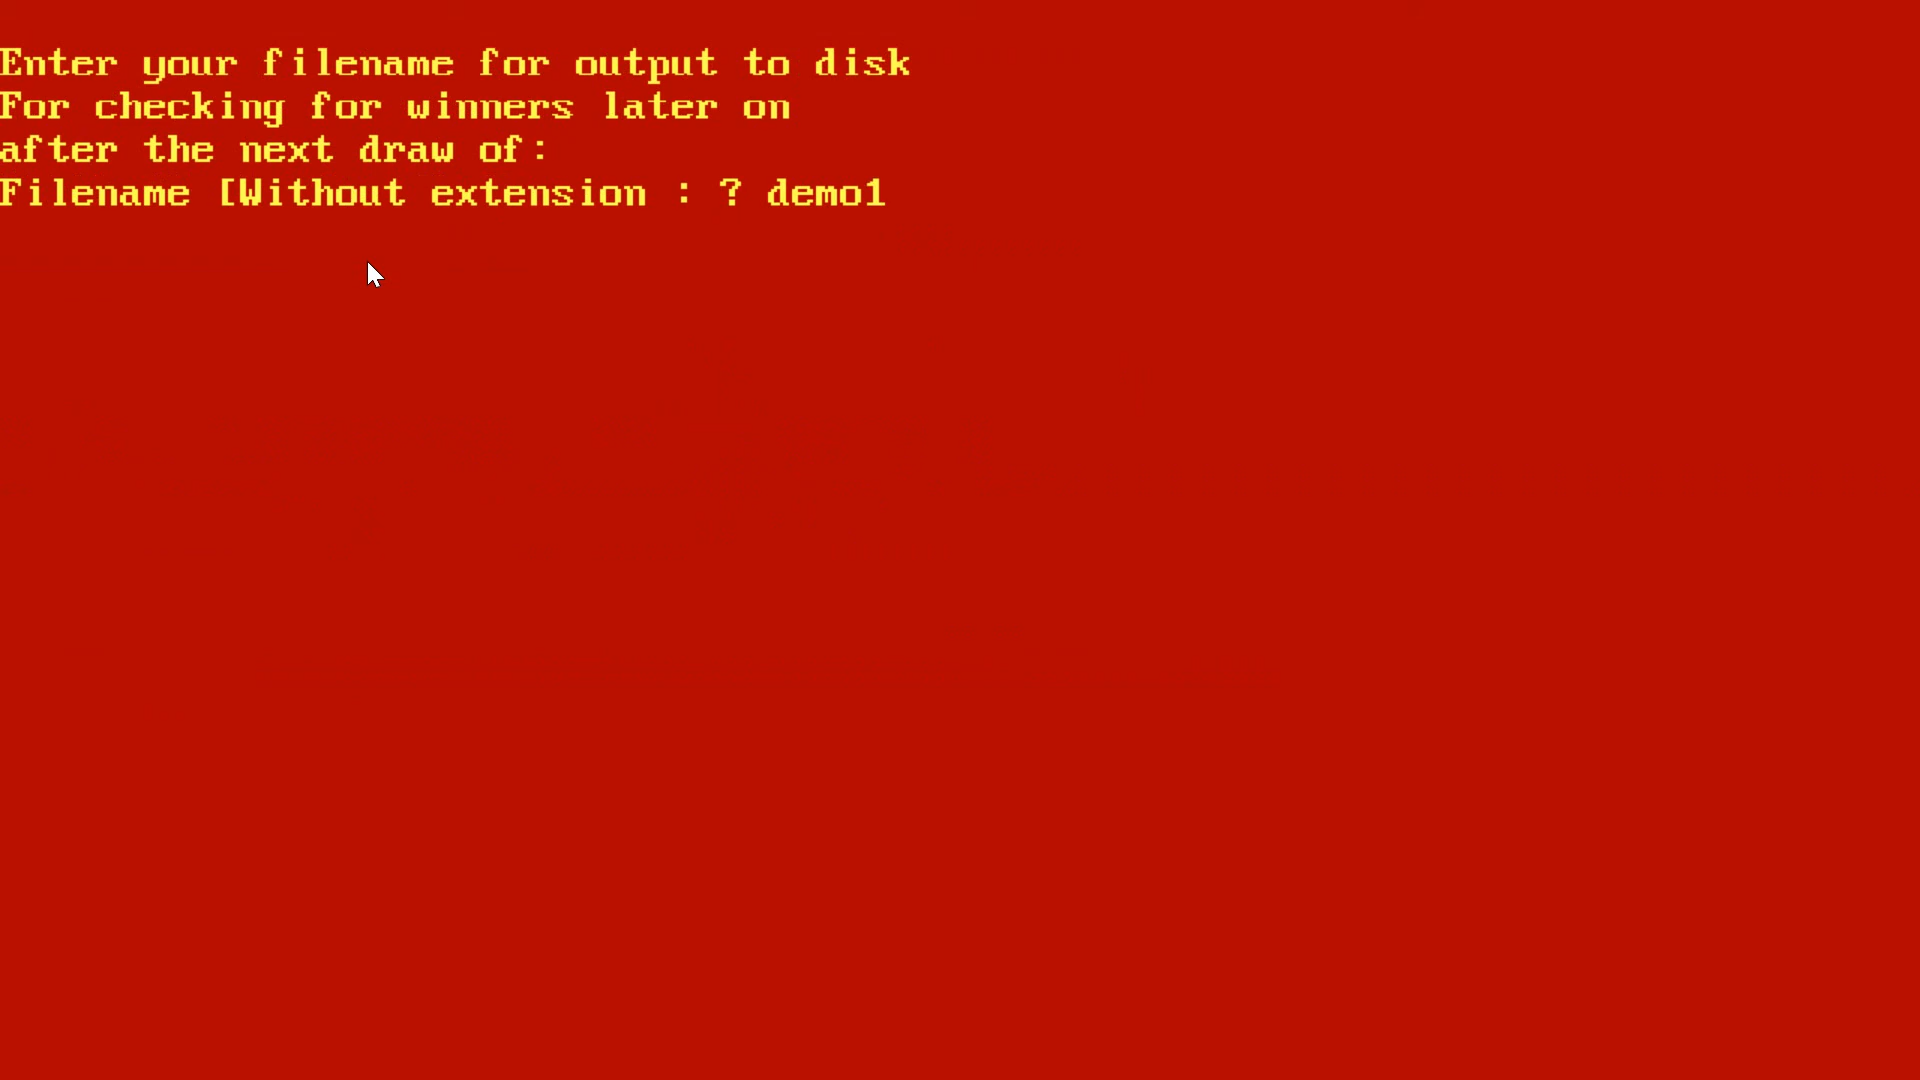 Enter your filename for output to disk
For checking for winners later on
after the next draw of:
Filename [Without extension : ? demo1